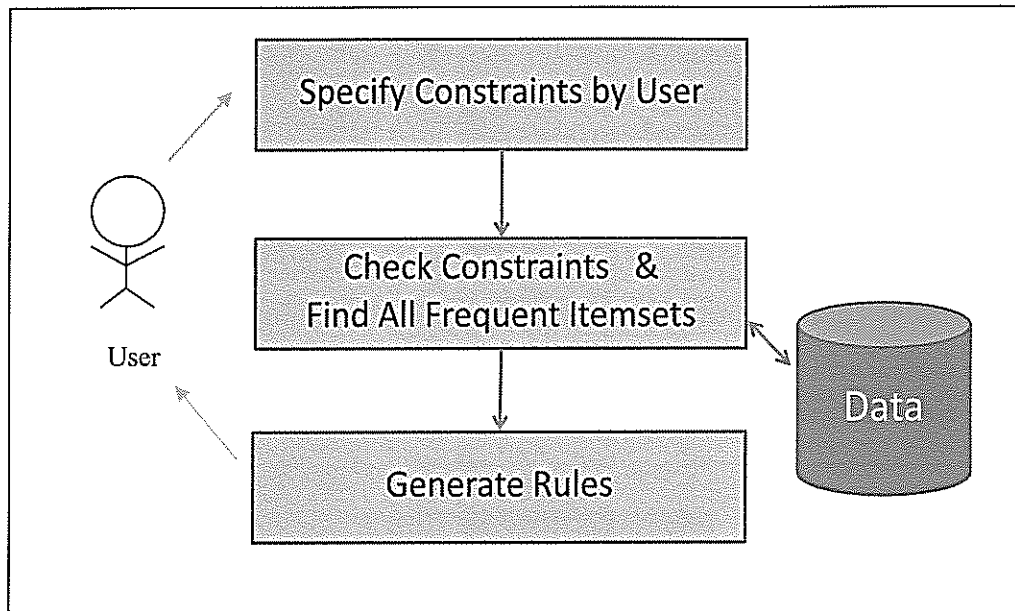 Specify Constraints by User
Check Constraints &
Find All Frequent Itemsets
User
Data
Generate Rules